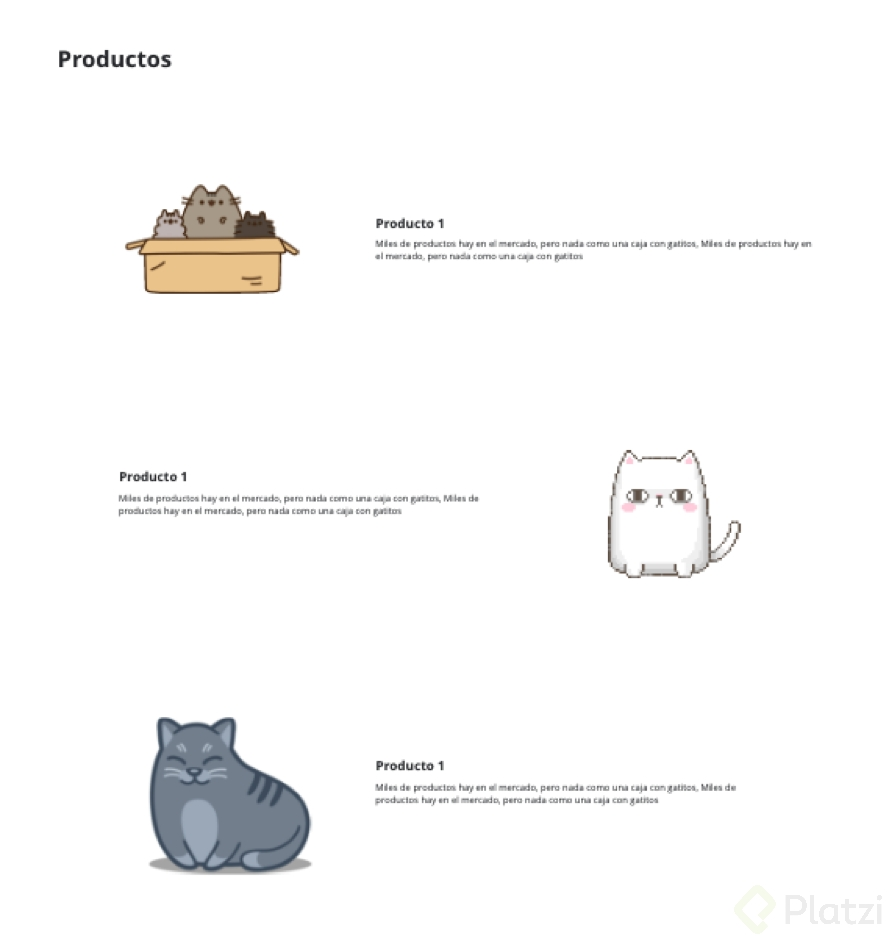 Productos
Producto 1
Miles de productos hay en el mercado, pero nada como una caja con gatitos, Miles de productos hay en
el mercado, pero nada como una caja con gatitos
Producto 1
Miles de productos hay en el mercado, pero nada como una caja con gatitos, Miles de
productos hay en el mercado, pero nada como una caja con gatitos
Producto 1
Miles de productos hay en el mercado, pero nada como una caja con gatitos, Miles de
productos hay en el mercado, pero nada como una caja con gatitos
Platzi